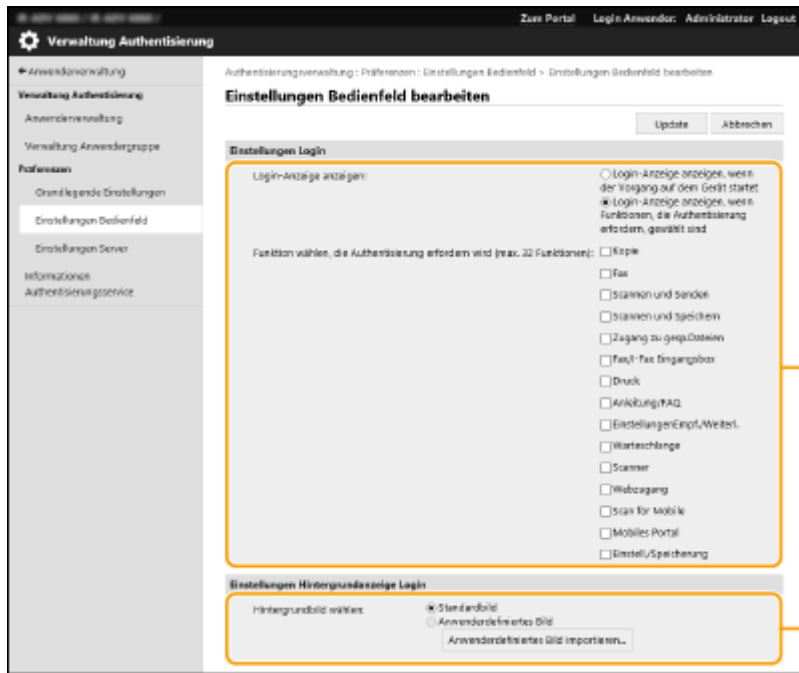 Zum Portal Login Anwender: Administrator Logout
Verwaltung Authentisierung
Anwenderverwaltung
Authentisierungsverwaltung : Präferenzen : Einstellungen Bedienfeld > Einstellungen Bedienfeld bearbeiten
Verwaltung Authentisierung
Anwenderverwaltung
Verwaltung Anwendergruppe
Präferenzen
Grundlegende Einstellungen
Einstellungen Bedienfeld
Einstellungen Server
Informationen
Authentisierungsservice
Einstellungen Bedienfeld bearbeiten
Update Abbrechen
Einstellungen Login
Login-Anzeige anzeigen:
Login-Anzeige anzeigen, wenn
der Vorgang auf dem Gerät startet
Login-Anzeige anzeigen, wenn
Funktionen, die Authentisierung
erfordern, gewählt sind
Funktion wählen, die Authentisierung erfordern wird (max. 32 Funktionen):
Kopie
Fax
Scannen und Senden
Scannen und Speichern
Zugang zu gesp.Dateien
Fax/I-Fax Eingangsbox
Druck
Anleitung/FAQ
EinstellungenEmpf./Weiterl.
Warteschlange
Scanner
Webzugang
Scan for Mobile
Mobiles Portal
Einstell./Speicherung
Einstellungen Hintergrundanzeige Login
Hintergrundbild wählen:
Standardbild
Anwenderdefiniertes Bild
Anwenderdefiniertes Bild importieren...